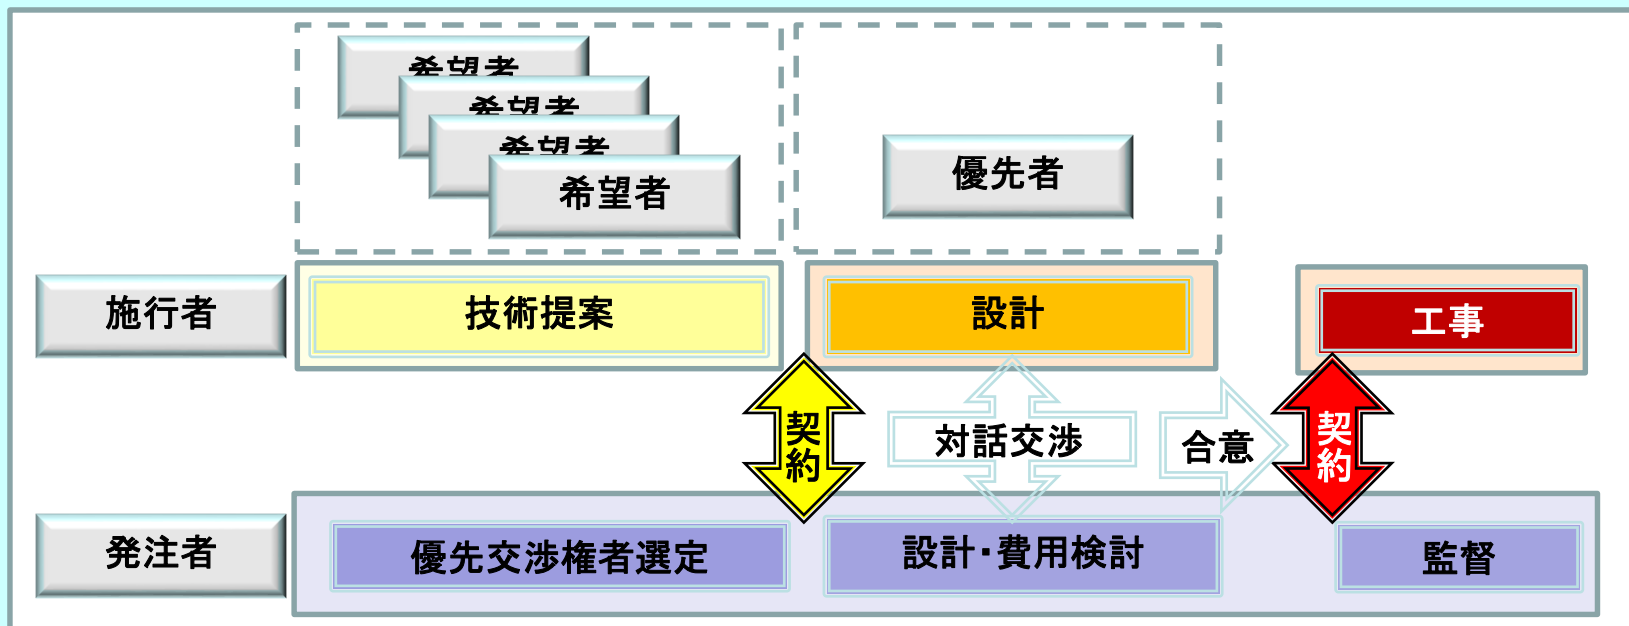 希望者
希望者
希望者
希望者
優先者
施行者
技術提案
設計
工事
契約
対話交渉
合意
契約
発注者
優先交渉権者選定
設計・費用検討
監督